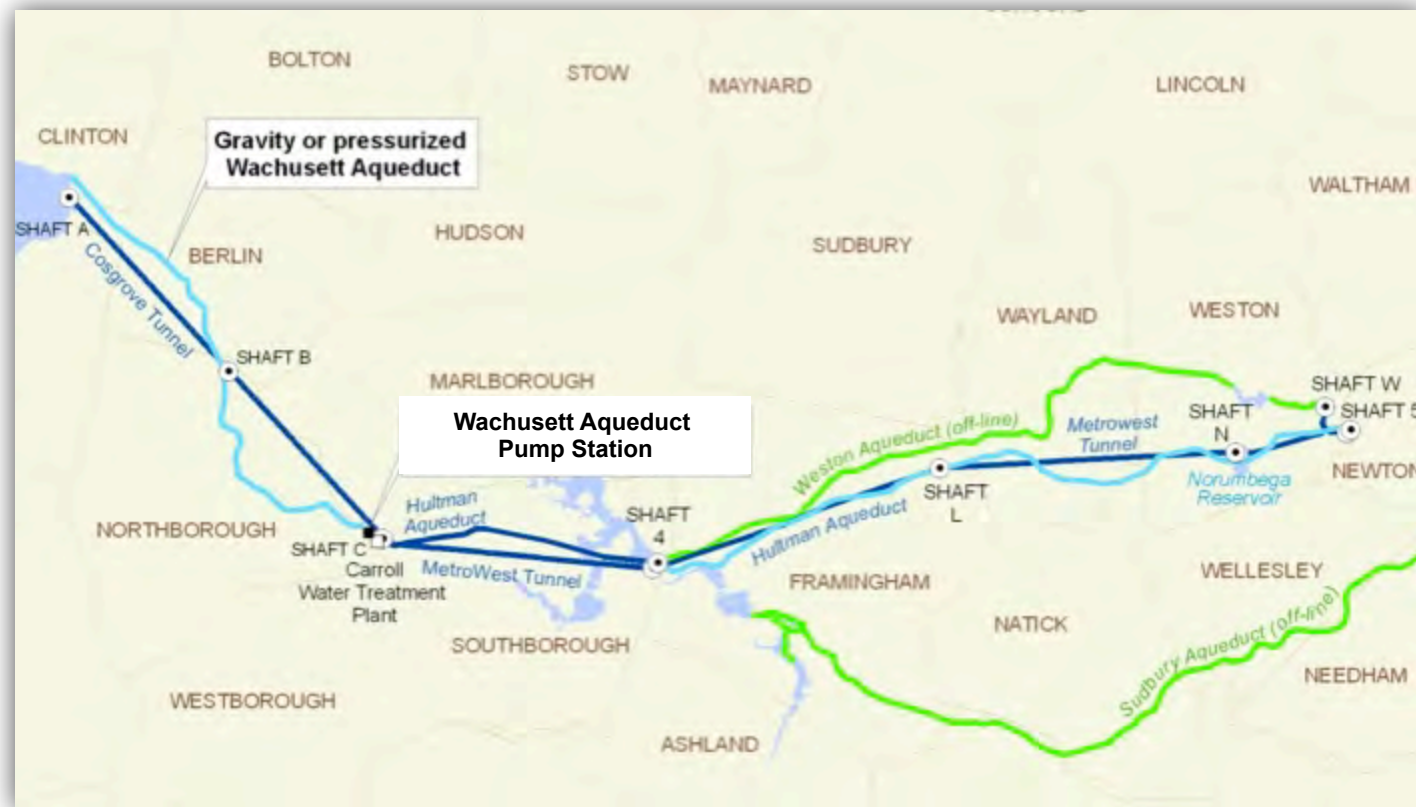 BOLTON
STOW
MAYNARD
LINCOLN
CLINTON
Gravity or pressurized
Wachusett Aqueduct
WALTHAM
SHAFT A
BERLIN
HUDSON
SUDBURY
Cosgrove Tunnel
WAYLAND
WESTON
SHAFT B
MARLBOROUGH
SHAFT W
SHAFT 5
Wachusett Aqueduct
Pump Station
Weston Aqueduct (off-line)
Metrowest
Tunnel
SHAFT
N
NEWTON
Norumbega
Reservoir
Hultman
Aqueduct
SHAFT
L
Hultman Aqueduct
NORTHBOROUGH
SHAFT
4
SHAFT C
Carroll
Water Treatment
Plant
MetroWest Tunnel
FRAMINGHAM
WELLESLEY
NATICK
SOUTHBOROUGH
Sudbury Aqueduct (off-line)
NEEDHAM
WESTBOROUGH
ASHLAND